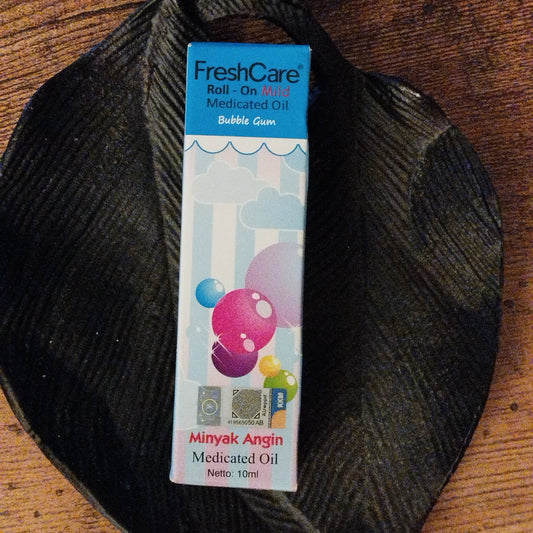 FreshCare®
Roll - On Mild
Medicated Oil
Bubble Gum
Minyak Angin
Medicated Oil
Netto: 10ml